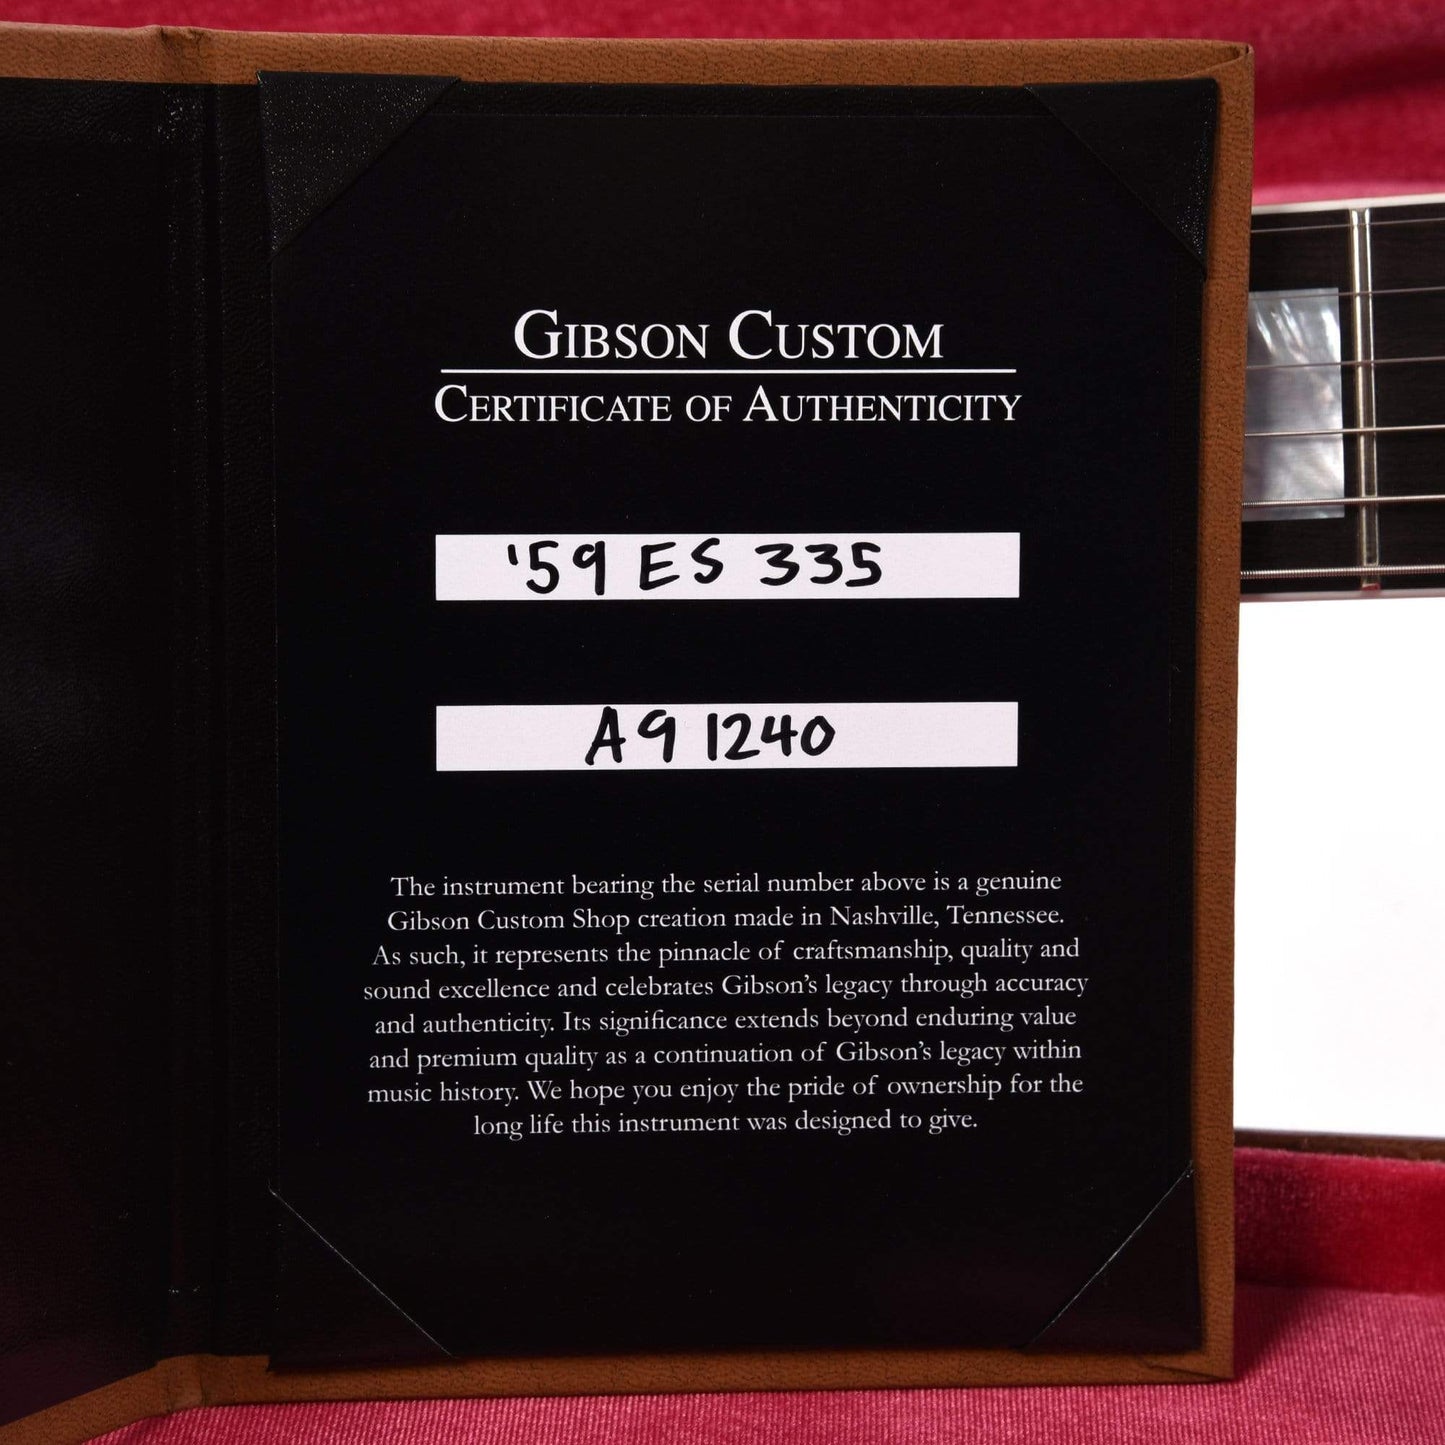 GIBSON CUSTOM
CERTIFICATE OF AUTHENTICITY
'59 ES 335
A9 1240
The instrument bearing the serial number above is a genuine
Gibson Custom Shop creation made in Nashville, Tennessee.
As such, it represents the pinnacle of craftsmanship, quality and
sound excellence and celebrates Gibson’s legacy through accuracy
and authenticity. Its significance extends beyond enduring value
and premium quality as a continuation of Gibson’s legacy within
music history. We hope you enjoy the pride of ownership for the
long life this instrument was designed to give.